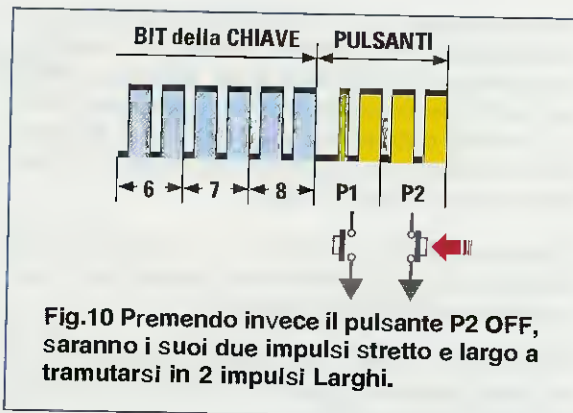 BIT della CHIAVE PULSANTI
6 7 8 P1 P2
Fig.10 Premendo invece il pulsante P2 OFF,
saranno i suoi due impulsi stretto e largo a
tramutarsi in 2 impulsi Larghi.